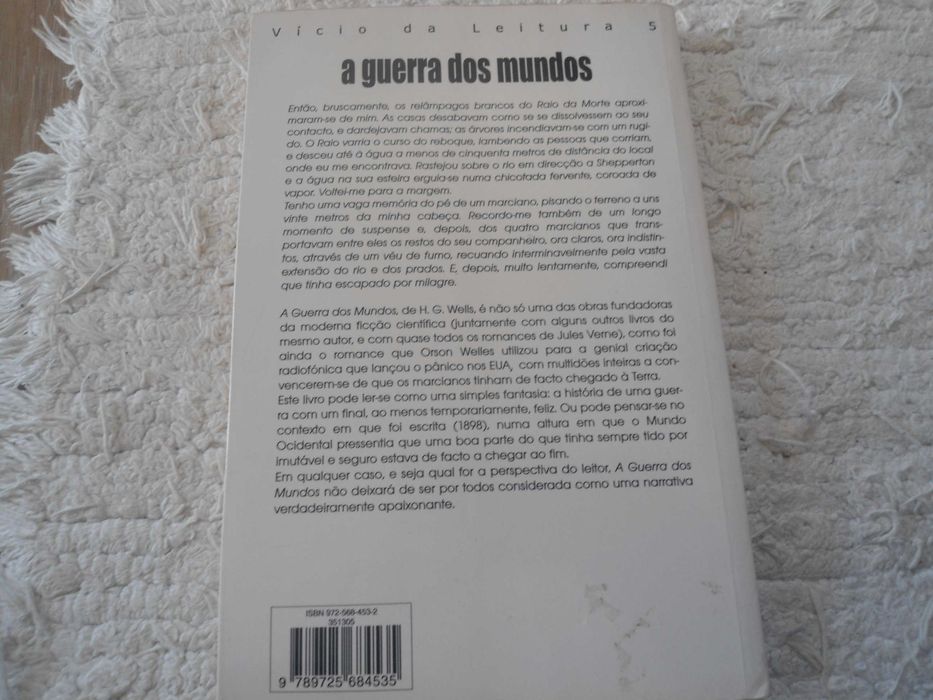 Vício da Leitura 5
a guerra dos mundos
Então, bruscamente, os relâmpagos brancos do Raio da Morte aproxi-
maram-se de mim. As casas desabavam como se se dissolvessem ao seu
contacto, e dardejavam chamas; as árvores incendiavam-se com um rugi-
do. O Raio varria o curso do reboque, lambendo as pessoas que corriam,
e desceu até à água a menos de cinquenta metros de distância do local
onde eu me encontrava. Rastejou sobre o rio em direcção a Shepperton
e a água na sua esteira erguia-se numa chicotada fervente, coroada de
vapor. Voltei-me para a margem.
Tenho uma vaga memória do pé de um marciano, pisando o terreno a uns
vinte metros da minha cabeça. Recordo-me também de um longo
momento de suspense e, depois, dos quatro marcianos que trans-
portavam entre eles os restos do seu companheiro, ora claros, ora indistin-
tos, através de um véu de fumo, recuando interminavelmente pela vasta
extensão do rio e dos prados. E, depois, muito lentamente, compreendi
que tinha escapado por milagre.
A Guerra dos Mundos, de H. G. Wells, é não só uma das obras fundadoras
da moderna ficção científica (juntamente com alguns outros livros do
mesmo autor, e com quase todos os romances de Jules Verne), como foi
ainda o romance que Orson Welles utilizou para a genial criação
radiofónica que lançou o pânico nos EUA, com multidões inteiras a con-
vencerem-se de que os marcianos tinham de facto chegado à Terra.
Este livro pode ler-se como uma simples fantasia: a história de uma guer-
ra com um final, ao menos temporariamente, feliz. Ou pode pensar-se no
contexto em que foi escrita (1898), numa altura em que o Mundo
Ocidental pressentia que uma boa parte do que tinha sempre tido por
imutável e seguro estava de facto a chegar ao fim.
Em qualquer caso, e seja qual for a perspectiva do leitor, A Guerra dos
Mundos não deixará de ser por todos considerada como uma narrativa
verdadeiramente apaixonante.
ISBN 972-568-453-2
351305
9 789725 684535